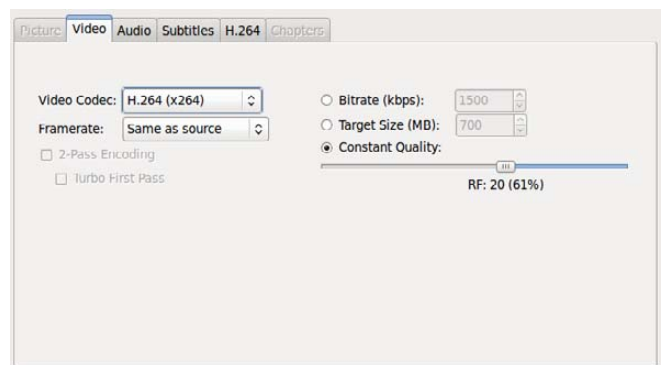 Picture Video Audio Subtitles H.264 Chapters
Video Codec: H.264 (x264)
Framerate: Same as source
2-Pass Encoding
Turbo First Pass
Bitrate (kbps): 1500
Target Size (MB): 700
Constant Quality:
RF: 20 (61%)